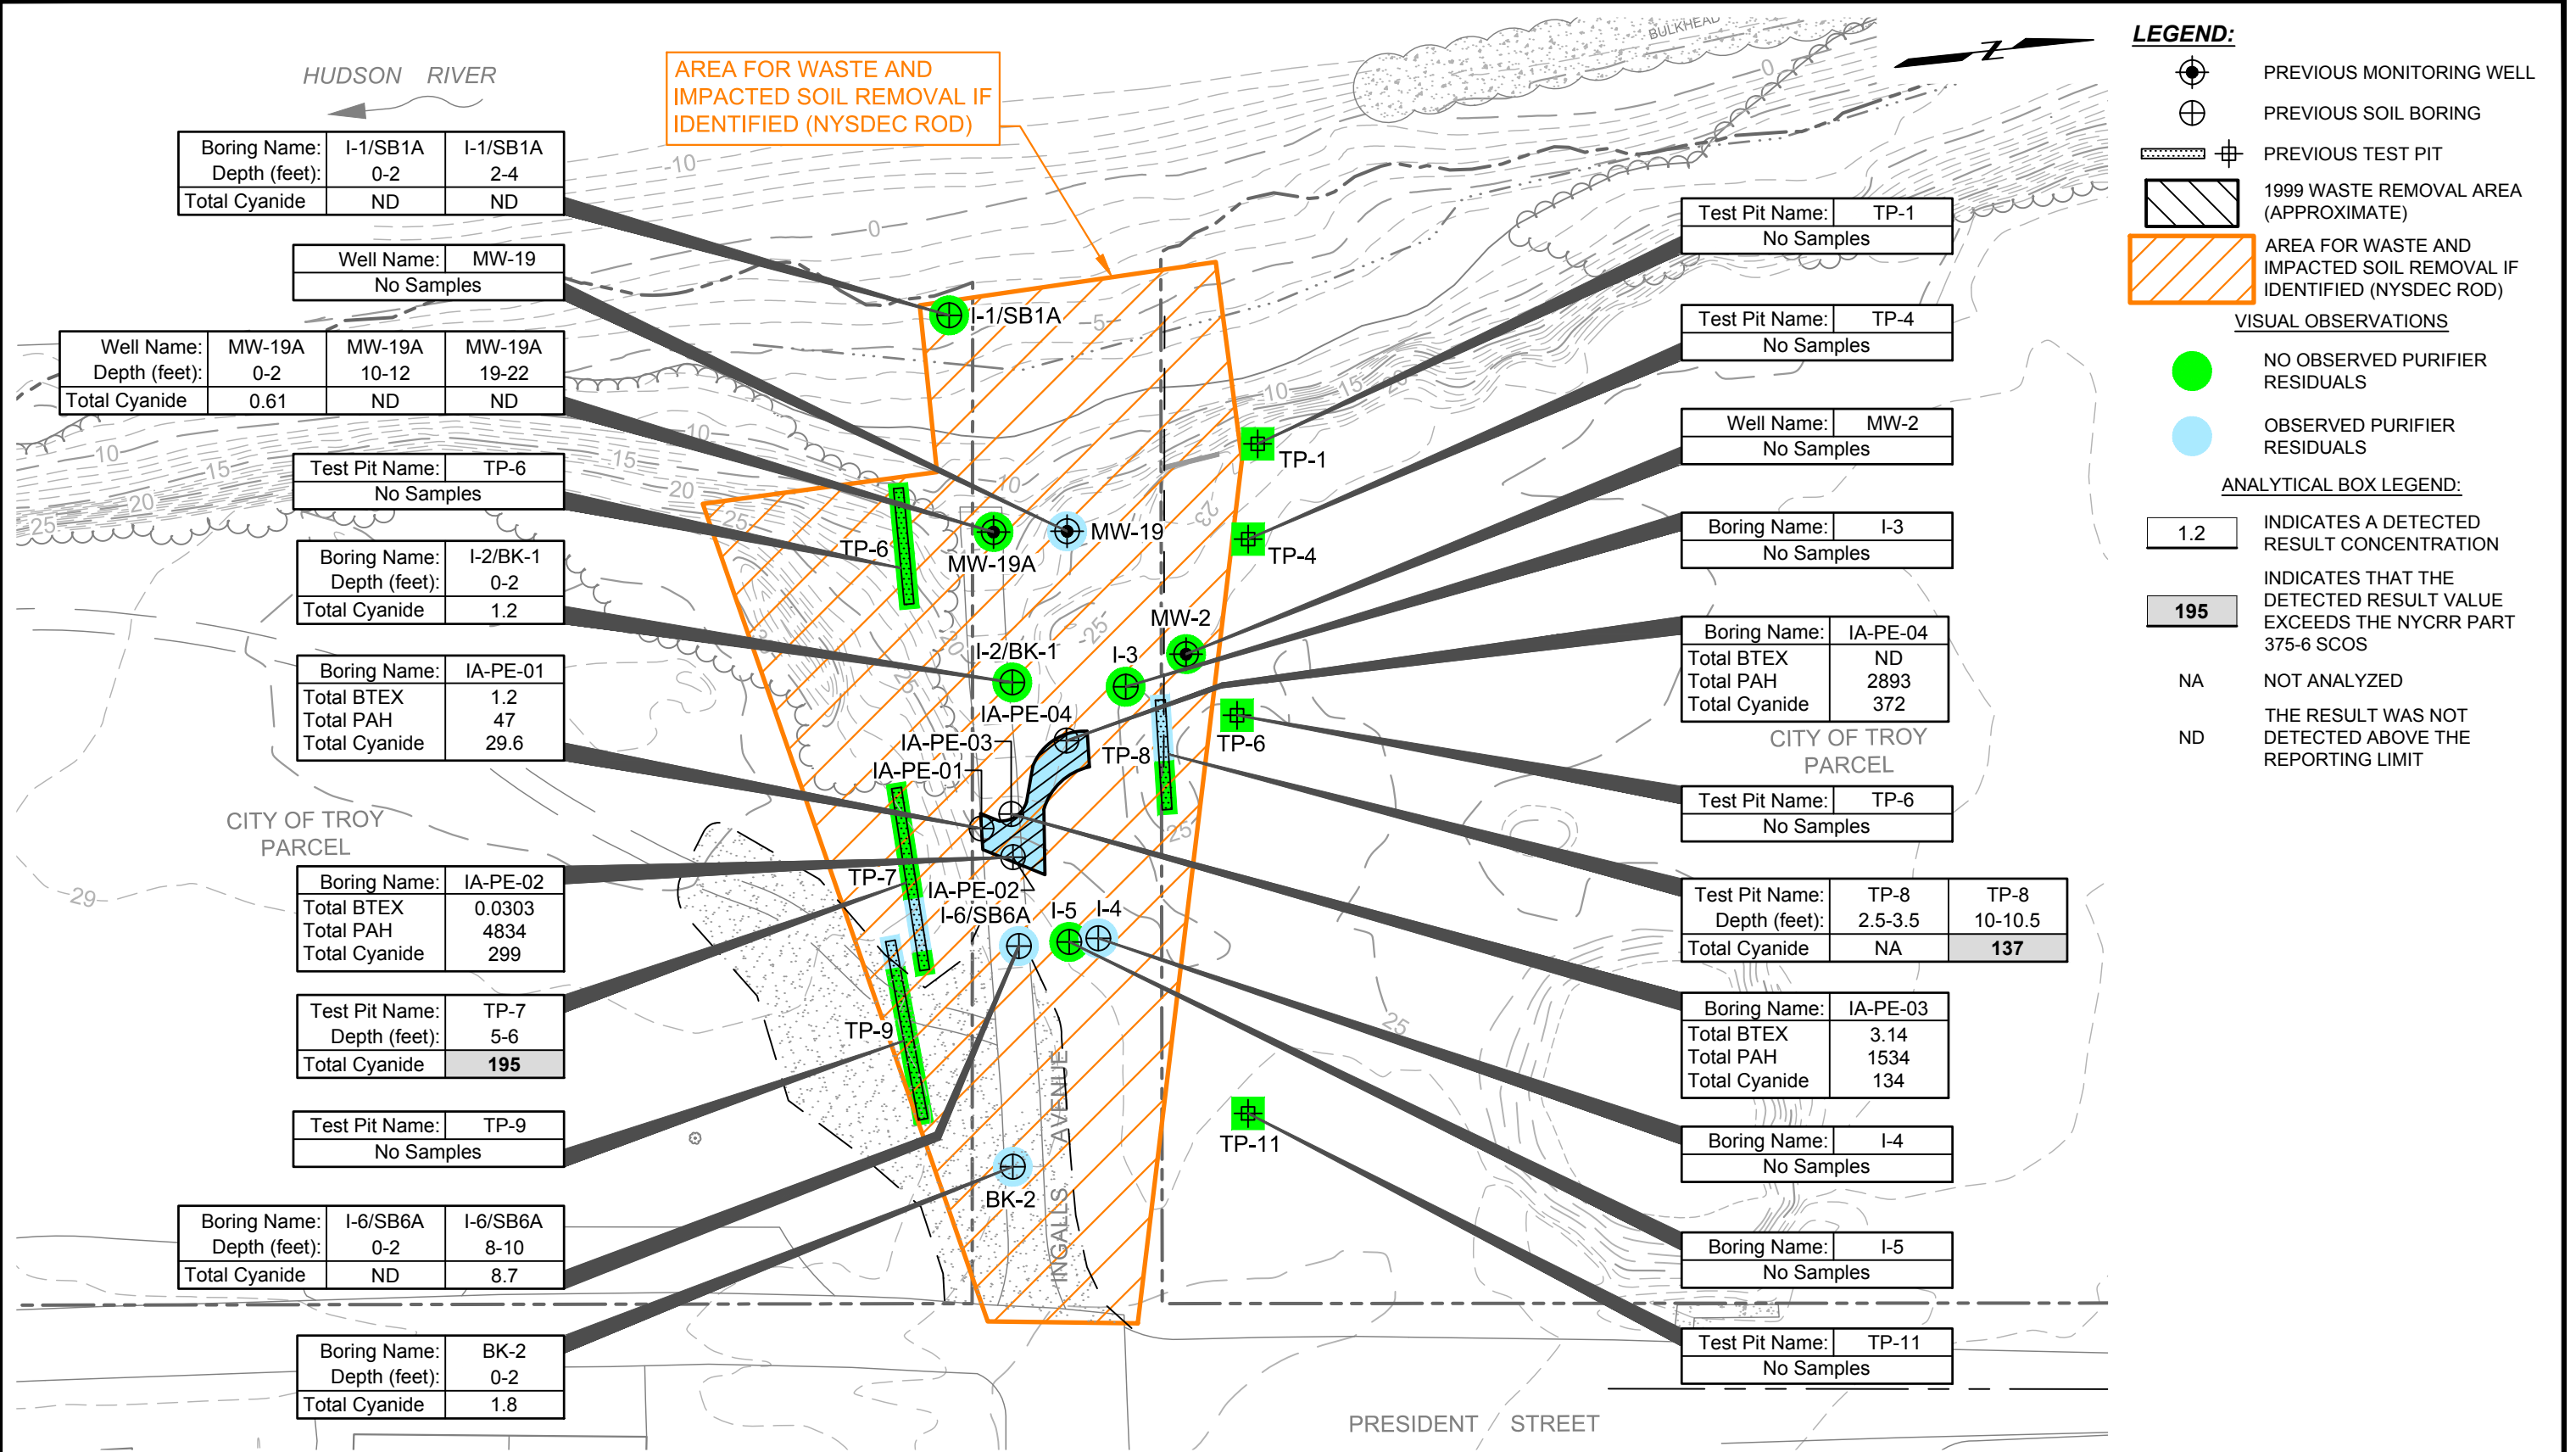 HUDSON RIVER
AREA FOR WASTE AND
IMPACTED SOIL REMOVAL IF
IDENTIFIED (NYSDEC ROD)
BULKHEAD
N
0
Boring Name: I-1/SB1A I-1/SB1A
Depth (feet): 0-2 2-4
Total Cyanide ND ND
Well Name: MW-19
No Samples
Well Name: MW-19A MW-19A MW-19A
Depth (feet): 0-2 10-12 19-22
Total Cyanide 0.61 ND ND
Test Pit Name: TP-6
No Samples
Boring Name: I-2/BK-1
Depth (feet): 0-2
Total Cyanide 1.2
Boring Name: IA-PE-01
Total BTEX 1.2
Total PAH 47
Total Cyanide 29.6
CITY OF TROY
PARCEL
Boring Name: IA-PE-02
Total BTEX 0.0303
Total PAH 4834
Total Cyanide 299
Test Pit Name: TP-7
Depth (feet): 5-6
Total Cyanide 195
Test Pit Name: TP-9
No Samples
Boring Name: I-6/SB6A I-6/SB6A
Depth (feet): 0-2 8-10
Total Cyanide ND 8.7
Boring Name: BK-2
Depth (feet): 0-2
Total Cyanide 1.8
-10
0
I-1/SB1A
-5
10
15
10
15
20
25
10
15
20
25
10
23
TP-1
TP-6
MW-19A
MW-19
TP-4
MW-2
25
I-2/BK-1
I-3
IA-PE-04
IA-PE-03
IA-PE-01
TP-8
TP-6
25
29
TP-7
IA-PE-02
I-6/SB6A
I-5
I-4
TP-9
25
INGALLS AVENUE
TP-11
BK-2
PRESIDENT STREET
Test Pit Name: TP-1
No Samples
Test Pit Name: TP-4
No Samples
Well Name: MW-2
No Samples
Boring Name: I-3
No Samples
Boring Name: IA-PE-04
Total BTEX ND
Total PAH 2893
Total Cyanide 372
CITY OF TROY
PARCEL
Test Pit Name: TP-6
No Samples
Test Pit Name: TP-8 TP-8
Depth (feet): 2.5-3.5 10-10.5
Total Cyanide NA 137
Boring Name: IA-PE-03
Total BTEX 3.14
Total PAH 1534
Total Cyanide 134
Boring Name: I-4
No Samples
Boring Name: I-5
No Samples
Test Pit Name: TP-11
No Samples
LEGEND:
PREVIOUS MONITORING WELL
PREVIOUS SOIL BORING
PREVIOUS TEST PIT
1999 WASTE REMOVAL AREA
(APPROXIMATE)
AREA FOR WASTE AND
IMPACTED SOIL REMOVAL IF
IDENTIFIED (NYSDEC ROD)
VISUAL OBSERVATIONS
NO OBSERVED PURIFIER
RESIDUALS
OBSERVED PURIFIER
RESIDUALS
ANALYTICAL BOX LEGEND:
1.2 INDICATES A DETECTED
RESULT CONCENTRATION
INDICATES THAT THE
195 DETECTED RESULT VALUE
EXCEEDS THE NYCRR PART
375-6 SCOS
NA NOT ANALYZED
THE RESULT WAS NOT
ND DETECTED ABOVE THE
REPORTING LIMIT